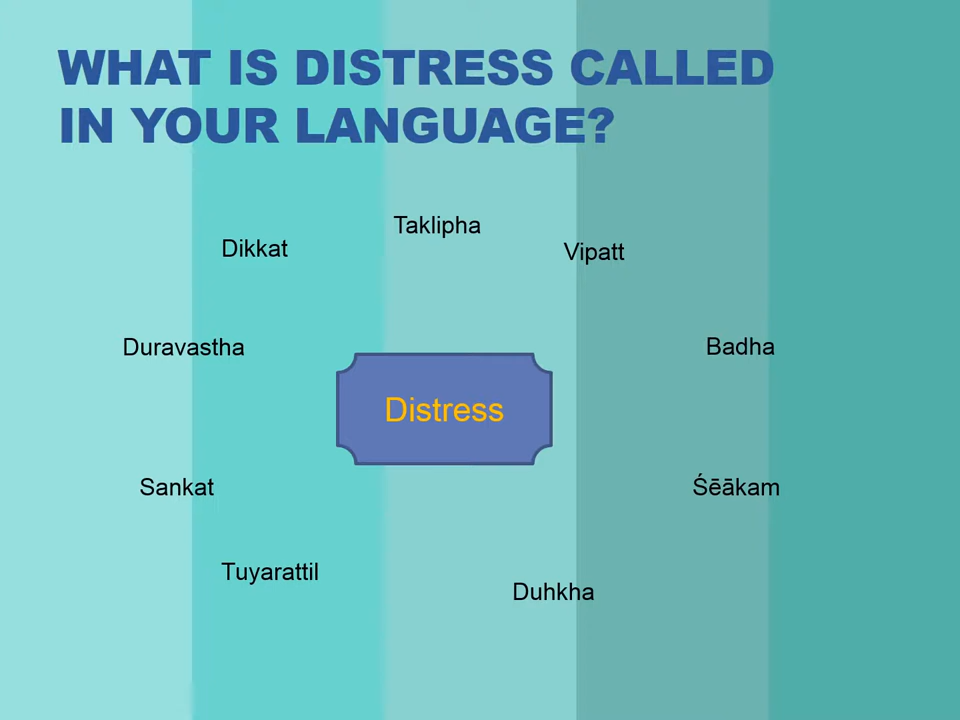 WHAT IS DISTRESS CALLED
IN YOUR LANGUAGE?
Taklipha
Dikkat
Vipatt
Duravastha
Badha
Distress
Sankat
Śēākam
Tuyarattil
Duhkha